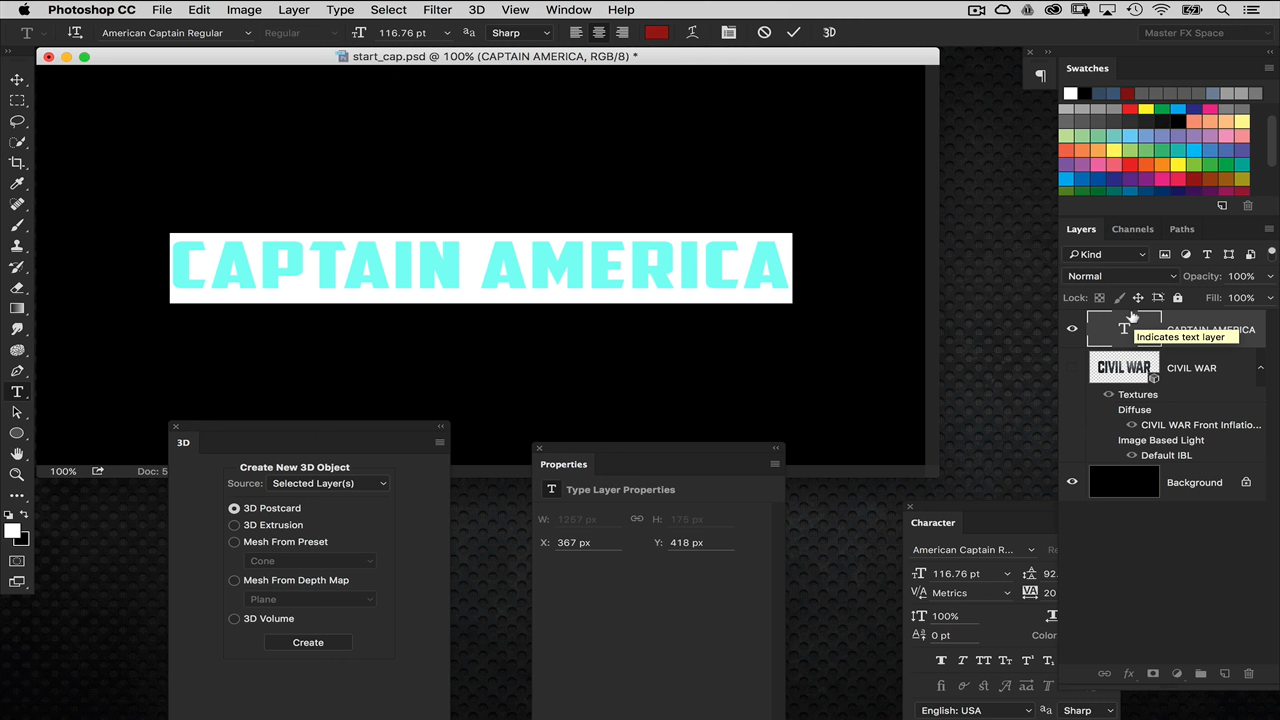 Photoshop CC File Edit Image Layer Type Select Filter 3D View Window Help
American Captain Regular Regular 116.76 pt Sharp 3D Master FX Space
start_cap.psd @ 100% (CAPTAIN AMERICA, RGB/8) *
CAPTAIN AMERICA
100% Doc: 5
3D
Create New 3D Object
Source: Selected Layer(s)
3D Postcard
3D Extrusion
Mesh From Preset
Cone
Mesh From Depth Map
Plane
3D Volume
Create
Properties
Type Layer Properties
W: 1257 px H: 175 px
X: 367 px Y: 418 px
Swatches
Layers Channels Paths
Kind
Normal Opacity: 100%
Lock: Fill: 100%
CAPTAIN AMERICA
Indicates text layer
CIVIL WAR CIVIL WAR
Textures
Diffuse
CIVIL WAR Front Inflatio...
Image Based Light
Default IBL
Background
Character
American Captain R... Re
116.76 pt 92.
Metrics 20
100%
0 pt Color
English: USA Sharp